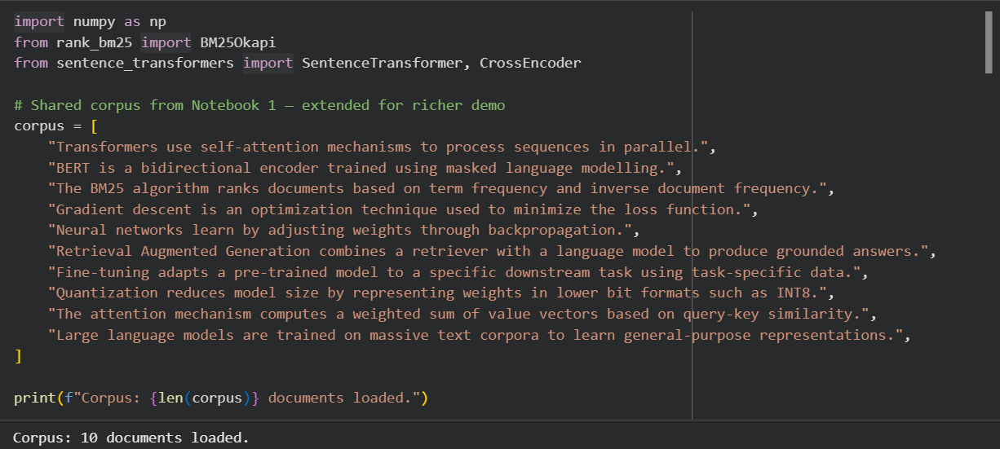 import numpy as np
from rank_bm25 import BM25Okapi
from sentence_transformers import SentenceTransformer, CrossEncoder
# Shared corpus from Notebook 1 — extended for richer demo
corpus = [
    "Transformers use self-attention mechanisms to process sequences in parallel.",
    "BERT is a bidirectional encoder trained using masked language modelling.",
    "The BM25 algorithm ranks documents based on term frequency and inverse document frequency.",
    "Gradient descent is an optimization technique used to minimize the loss function.",
    "Neural networks learn by adjusting weights through backpropagation.",
    "Retrieval Augmented Generation combines a retriever with a language model to produce grounded answers.",
    "Fine-tuning adapts a pre-trained model to a specific downstream task using task-specific data.",
    "Quantization reduces model size by representing weights in lower bit formats such as INT8.",
    "The attention mechanism computes a weighted sum of value vectors based on query-key similarity.",
    "Large language models are trained on massive text corpora to learn general-purpose representations.",
]
print(f"Corpus: {len(corpus)} documents loaded.")
Corpus: 10 documents loaded.